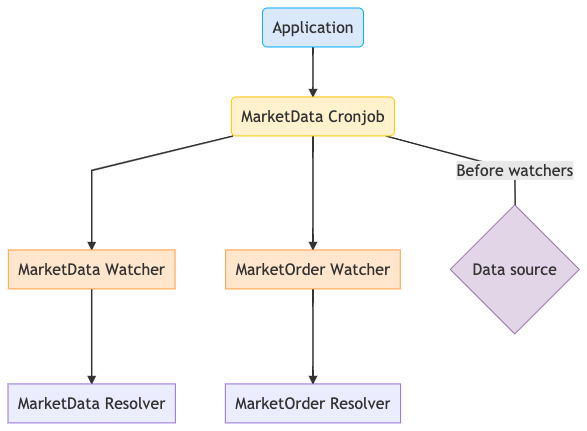 Application
MarketData Cronjob
Before watchers
MarketData Watcher
MarketOrder Watcher
Data source
MarketData Resolver
MarketOrder Resolver